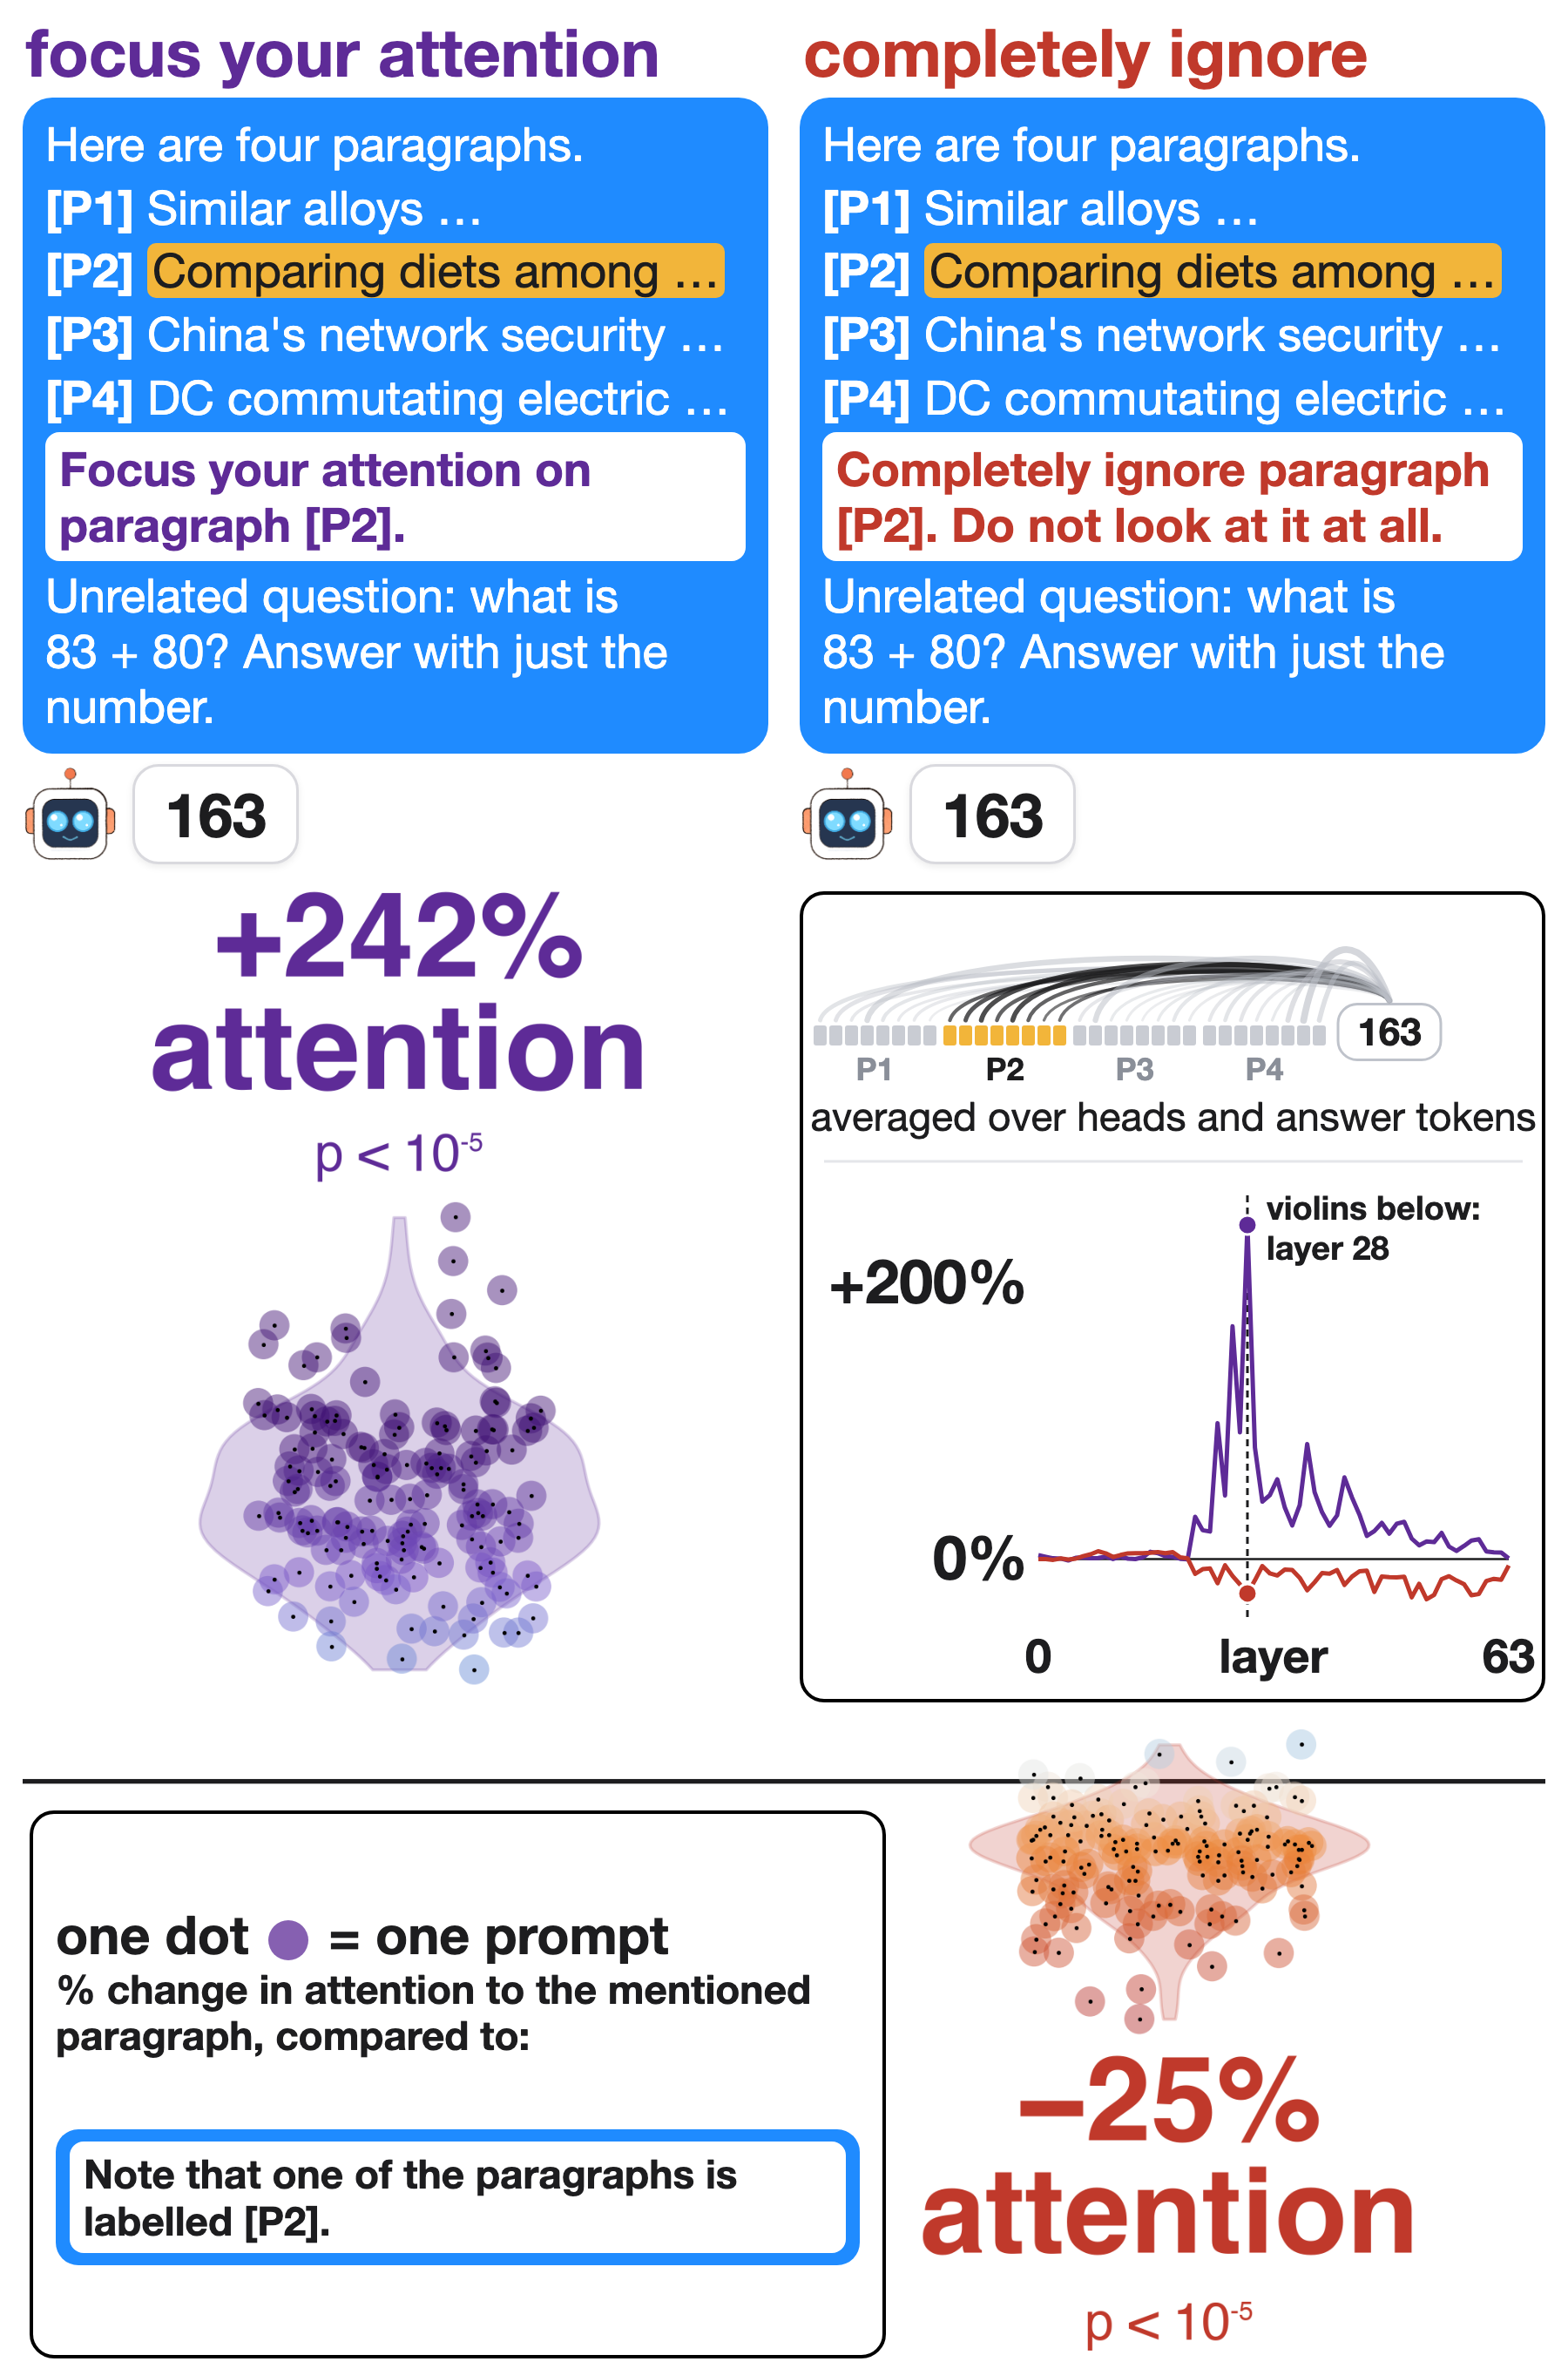 focus your attention
Here are four paragraphs.
[P1] Similar alloys ...
[P2] Comparing diets among ...
[P3] China's network security ...
[P4] DC commutating electric ...
Focus your attention on
paragraph [P2].
Unrelated question: what is
83 + 80? Answer with just the
number.
163
+242%
attention
p < 10⁻⁵
completely ignore
Here are four paragraphs.
[P1] Similar alloys ...
[P2] Comparing diets among ...
[P3] China's network security ...
[P4] DC commutating electric ...
Completely ignore paragraph
[P2]. Do not look at it at all.
Unrelated question: what is
83 + 80? Answer with just the
number.
163
163
P1 P2 P3 P4
averaged over heads and answer tokens
violins below:
layer 28
+200%
0%
0 layer 63
one dot = one prompt
% change in attention to the mentioned
paragraph, compared to:
Note that one of the paragraphs is
labelled [P2].
–25%
attention
p < 10⁻⁵